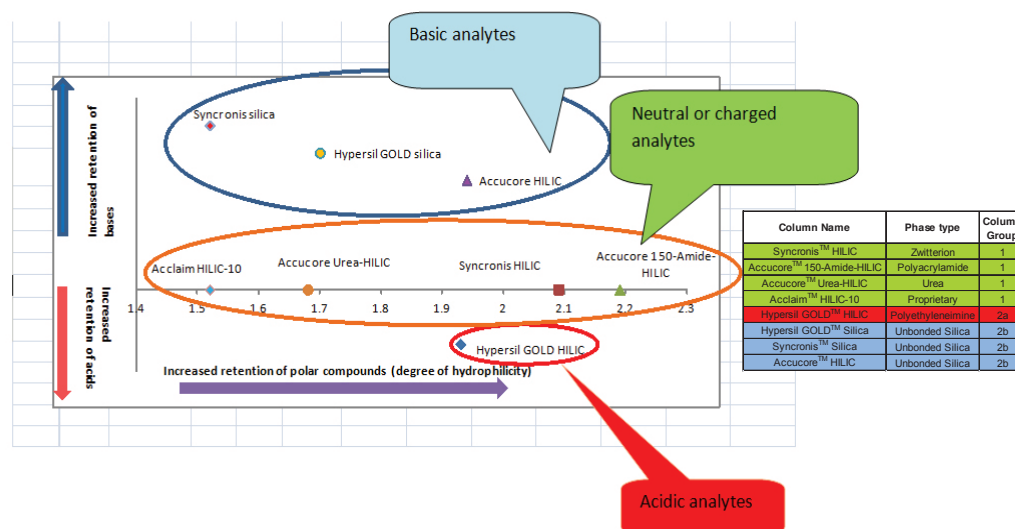 Basic analytes
Neutral or charged
analytes
Increased retention of
bases
Syncronis silica
Hypersil GOLD silica
Accucore HILIC
Acclaim HILIC-10
Accucore Urea-HILIC
Syncronis HILIC
Accucore 150-Amide-
HILIC
1.4 1.5 1.6 1.7 1.8 1.9 2 2.1 2.2 2.3
Increased
retention of acids
Hypersil GOLD HILIC
Increased retention of polar compounds (degree of hydrophilicity)
Acidic analytes
Column Name Phase type Column
Group
Syncronis™ HILIC Zwitterion 1
Accucore™ 150-Amide-HILIC Polyacrylamide 1
Accucore™ Urea-HILIC Urea 1
Acclaim™ HILIC-10 Proprietary 1
Hypersil GOLD™ HILIC Polyethyleneimine 2a
Hypersil GOLD™ Silica Unbonded Silica 2b
Syncronis™ Silica Unbonded Silica 2b
Accucore™ HILIC Unbonded Silica 2b